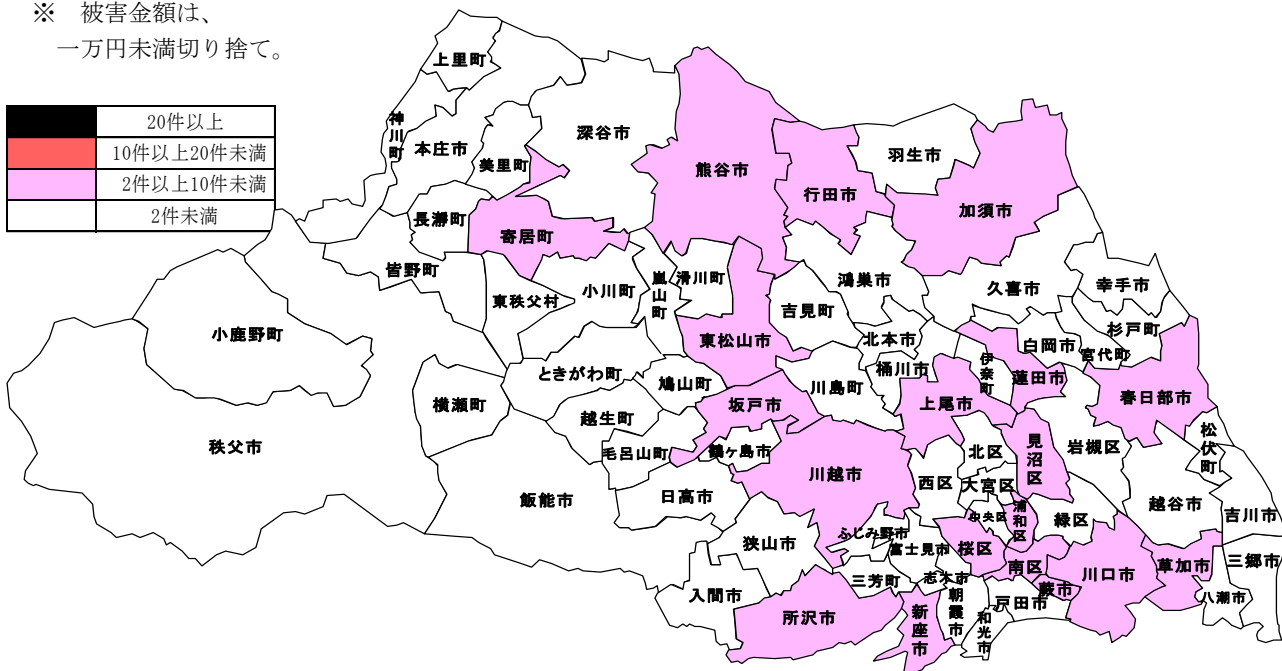 ※　被害金額は、
一万円未満切り捨て。
20件以上
10件以上20件未満
2件以上10件未満
2件未満
上里町
神川町
本庄市
美里町
深谷市
熊谷市
行田市
羽生市
加須市
長瀞町
寄居町
皆野町
東秩父村
小川町
嵐山町
滑川町
吉見町
鴻巣市
久喜市
幸手市
杉戸町
小鹿野町
東松山市
北本市
白岡市
宮代町
ときがわ町
鳩山町
川島町
桶川市
伊奈町
蓮田市
横瀬町
坂戸市
上尾市
春日部市
越生町
秩父市
毛呂山町
鶴ヶ島市
北区
見沼区
岩槻区
松伏町
川越市
西区
大宮区
飯能市
日高市
中央区
浦和区
緑区
越谷市
吉川市
狭山市
ふじみ野市
富士見市
桜区
南区
川口市
草加市
三郷市
入間市
三芳町
志木市
朝霞市
蕨市
戸田市
八潮市
所沢市
新座市
和光市